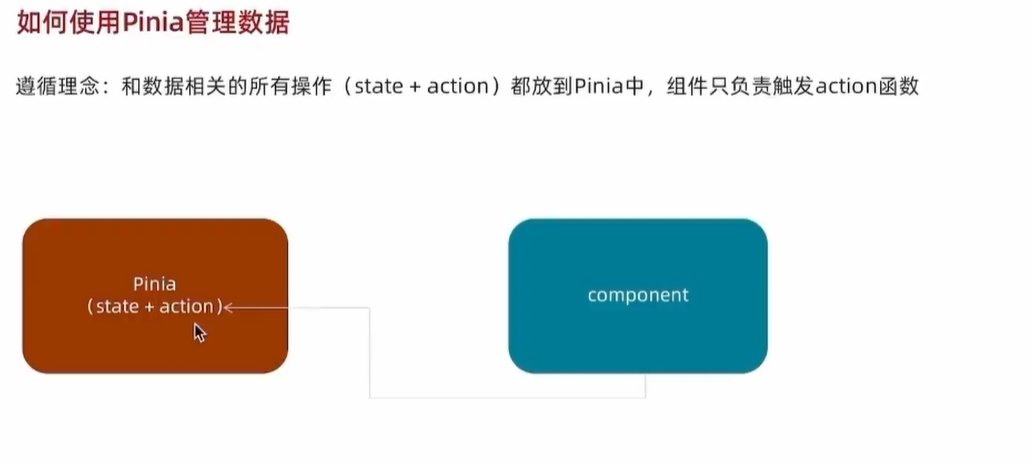 如何使用Pinia管理数据
遵循理念：和数据相关的所有操作（state + action）都放到Pinia中，组件只负责触发action函数
Pinia
（state + action）
component